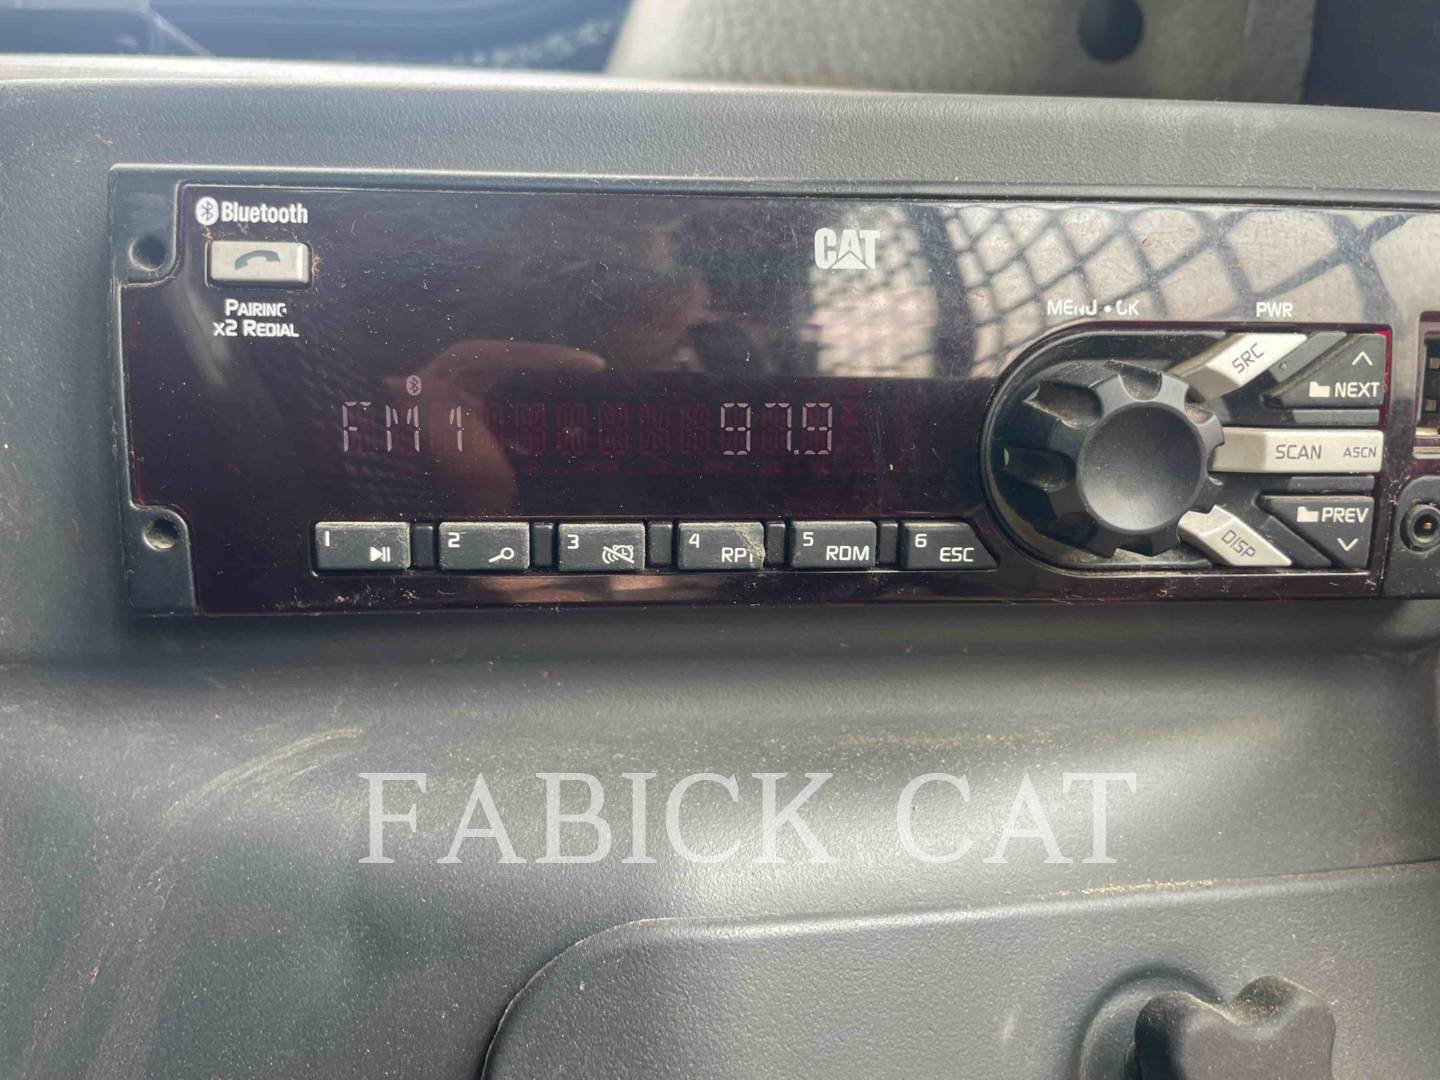 Bluetooth
CAT
PAIRING
x2 REDIAL
MENU • OK
PWR
SRC
NEXT
FM1 97.9
SCAN ASCN
1
2
3
4 RPT
5 RDM
6 ESC
PREV
DISP
FABICK CAT